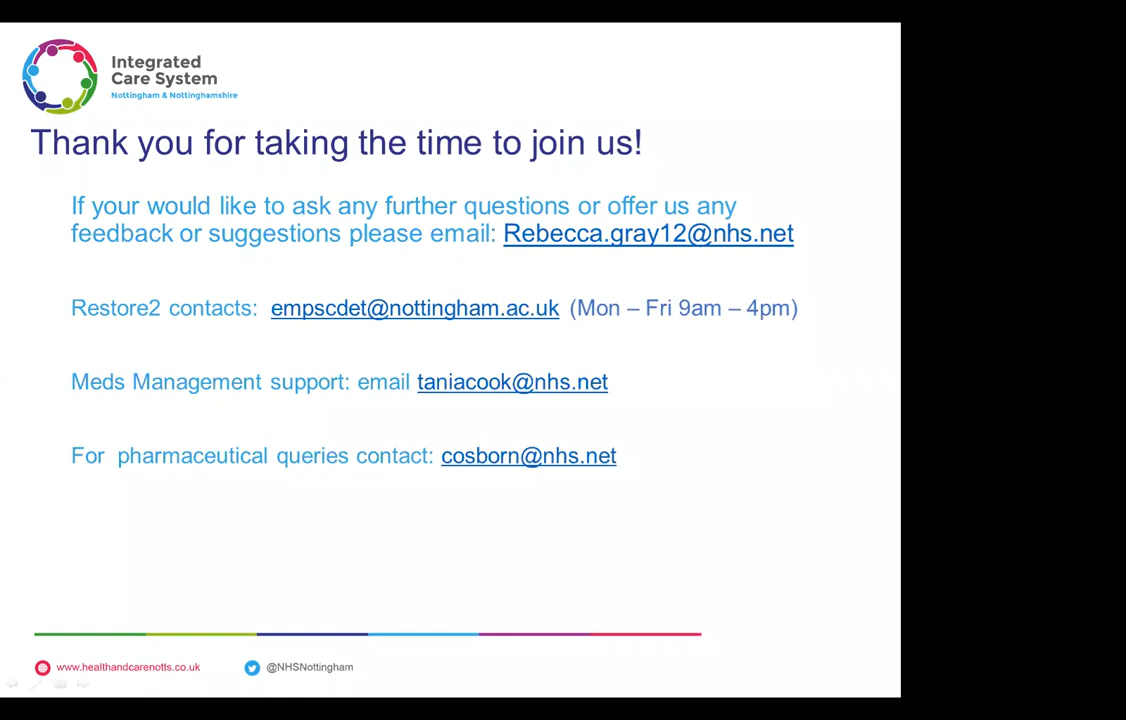 Integrated
Care System
Nottingham & Nottinghamshire
Thank you for taking the time to join us!
If your would like to ask any further questions or offer us any
feedback or suggestions please email: Rebecca.gray12@nhs.net
Restore2 contacts: empscdet@nottingham.ac.uk (Mon – Fri 9am – 4pm)
Meds Management support: email taniacook@nhs.net
For pharmaceutical queries contact: cosborn@nhs.net
www.healthandcarenotts.co.uk
@NHSNottingham